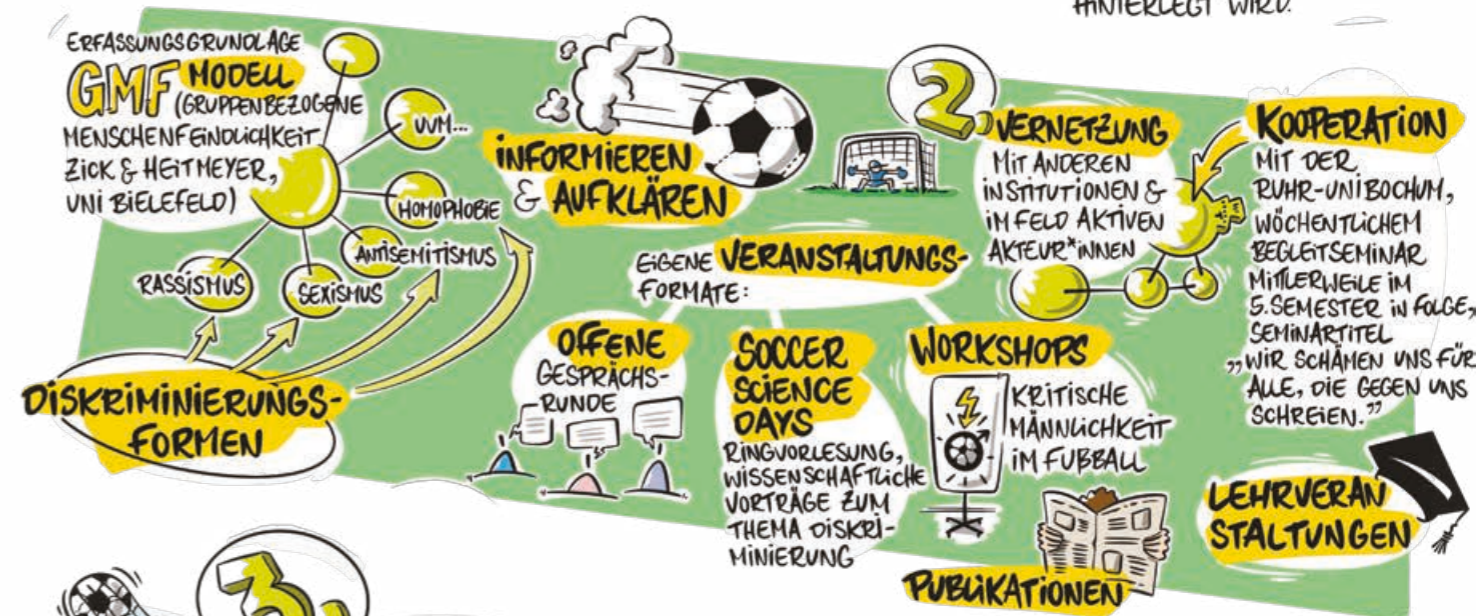 HINTERLEGT WIRD.
ERFASSUNGSGRUNDLAGE
GMF MODELL
(GRUPPENBEZOGENE
MENSCHENFEINDLICHKEIT
ZICK & HEITMEYER,
UNI BIELEFELD)
UVM...
HOMOPHOBIE
ANTISEMITISMUS
SEXISMUS
RASSISMUS
DISKRIMINIERUNGS-
FORMEN
INFORMIEREN
& AUFKLÄREN
EIGENE VERANSTALTUNGS-
FORMATE:
OFFENE
GESPRÄCHS-
RUNDE
SOCCER
SCIENCE
DAYS
RINGVORLESUNG,
WISSENSCHAFTLICHE
VORTRÄGE ZUM
THEMA DISKRI-
MINIERUNG
WORKSHOPS
KRITISCHE
MÄNNLICHKEIT
IM FUßBALL
PUBLIKATIONEN
2.
VERNETZUNG
MIT ANDEREN
INSTITUTIONEN &
IM FELD AKTIVEN
AKTEUR*INNEN
KOOPERATION
MIT DER
RUHR-UNI BOCHUM,
WÖCHENTLICHEM
BEGLEITSEMINAR
MITTLERWEILE IM
5. SEMESTER IN FOLGE,
SEMINARTITEL
„WIR SCHÄMEN UNS FÜR
ALLE, DIE GEGEN UNS
SCHREIEN.”
LEHRVERAN
STALTUNGEN
3.